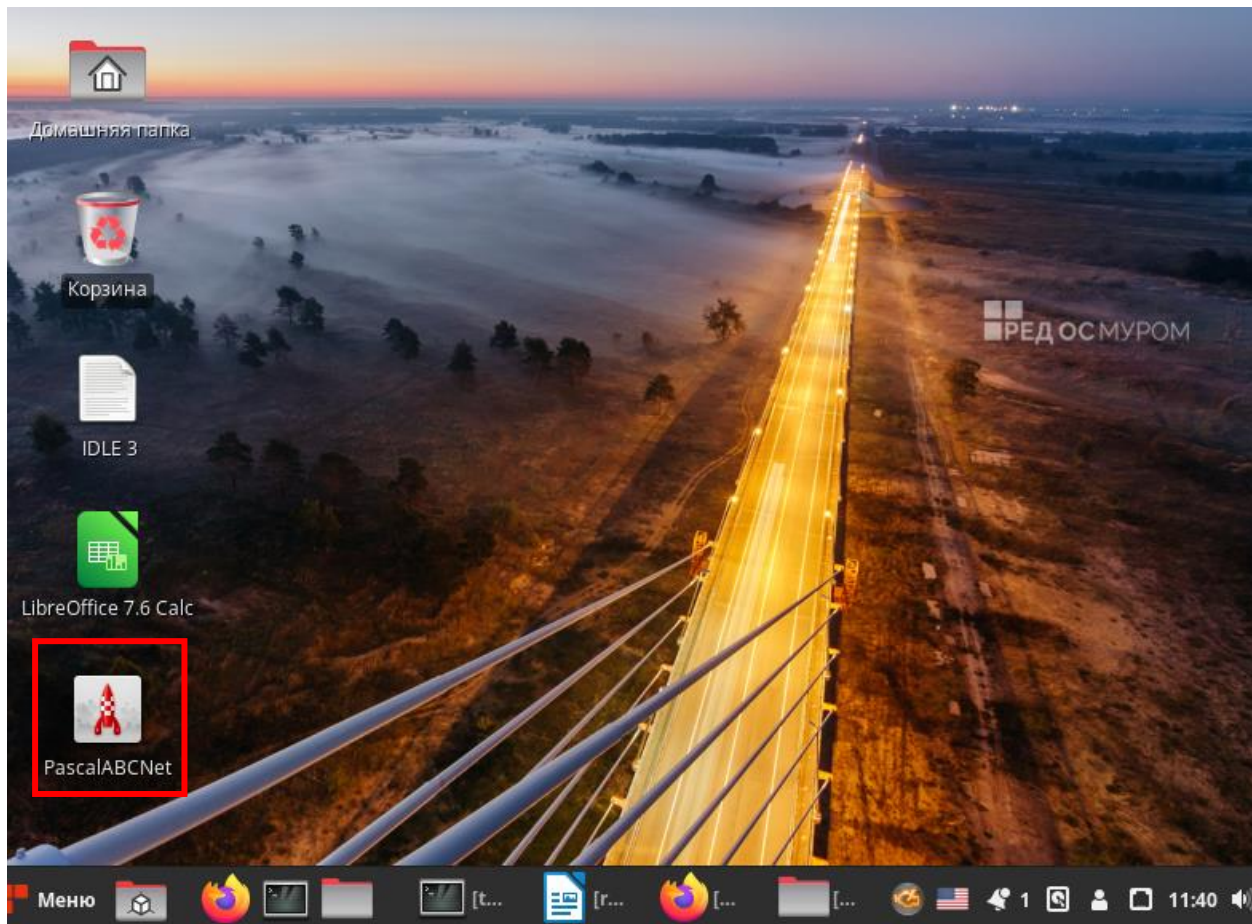 Домашняя папка
Корзина
РЕД ОС МУРОМ
IDLE 3
LibreOffice 7.6 Calc
PascalABCNet
Меню
[t...
[r...
[...
[...
1
11:40